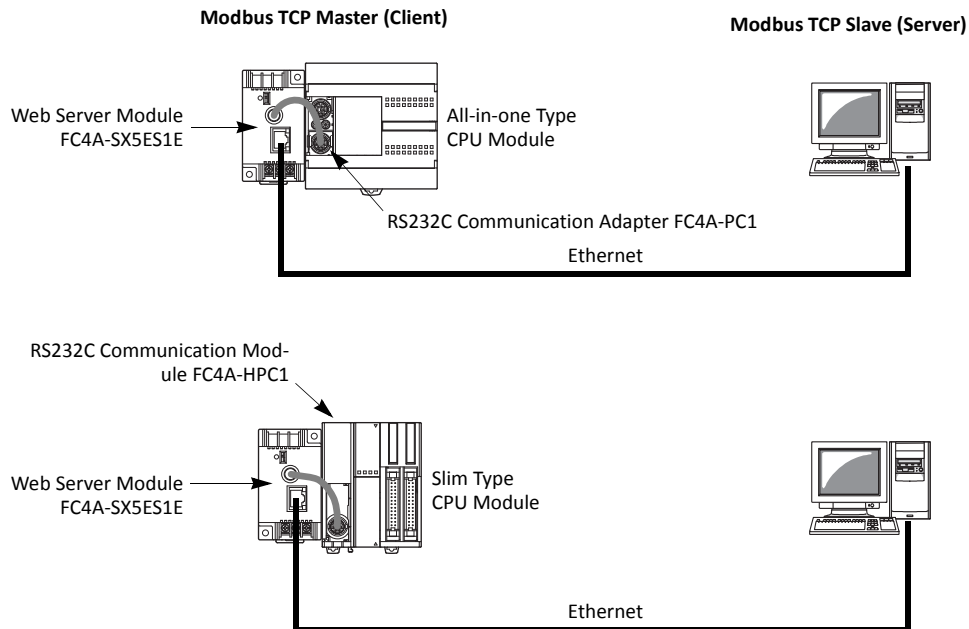 Modbus TCP Master (Client)
Modbus TCP Slave (Server)
Web Server Module
FC4A-SX5ES1E
All-in-one Type
CPU Module
RS232C Communication Adapter FC4A-PC1
Ethernet
RS232C Communication Mod-
ule FC4A-HPC1
Web Server Module
FC4A-SX5ES1E
Slim Type
CPU Module
Ethernet